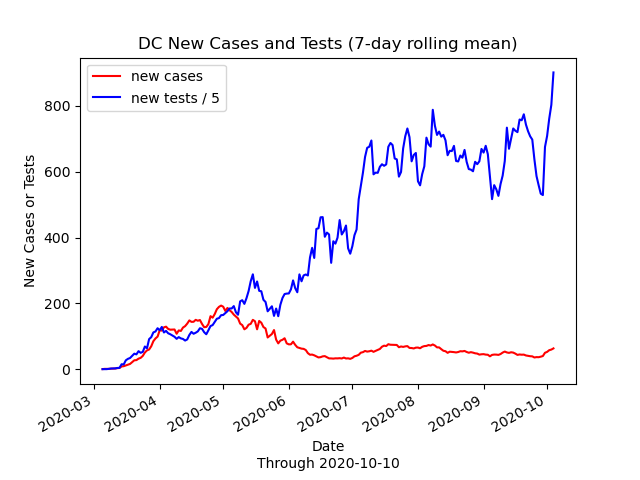 DC New Cases and Tests (7-day rolling mean)
new cases
new tests / 5
New Cases or Tests
800
600
400
200
0
2020-03
2020-04
2020-05
2020-06
2020-07
2020-08
2020-09
2020-10
Date
Through 2020-10-10